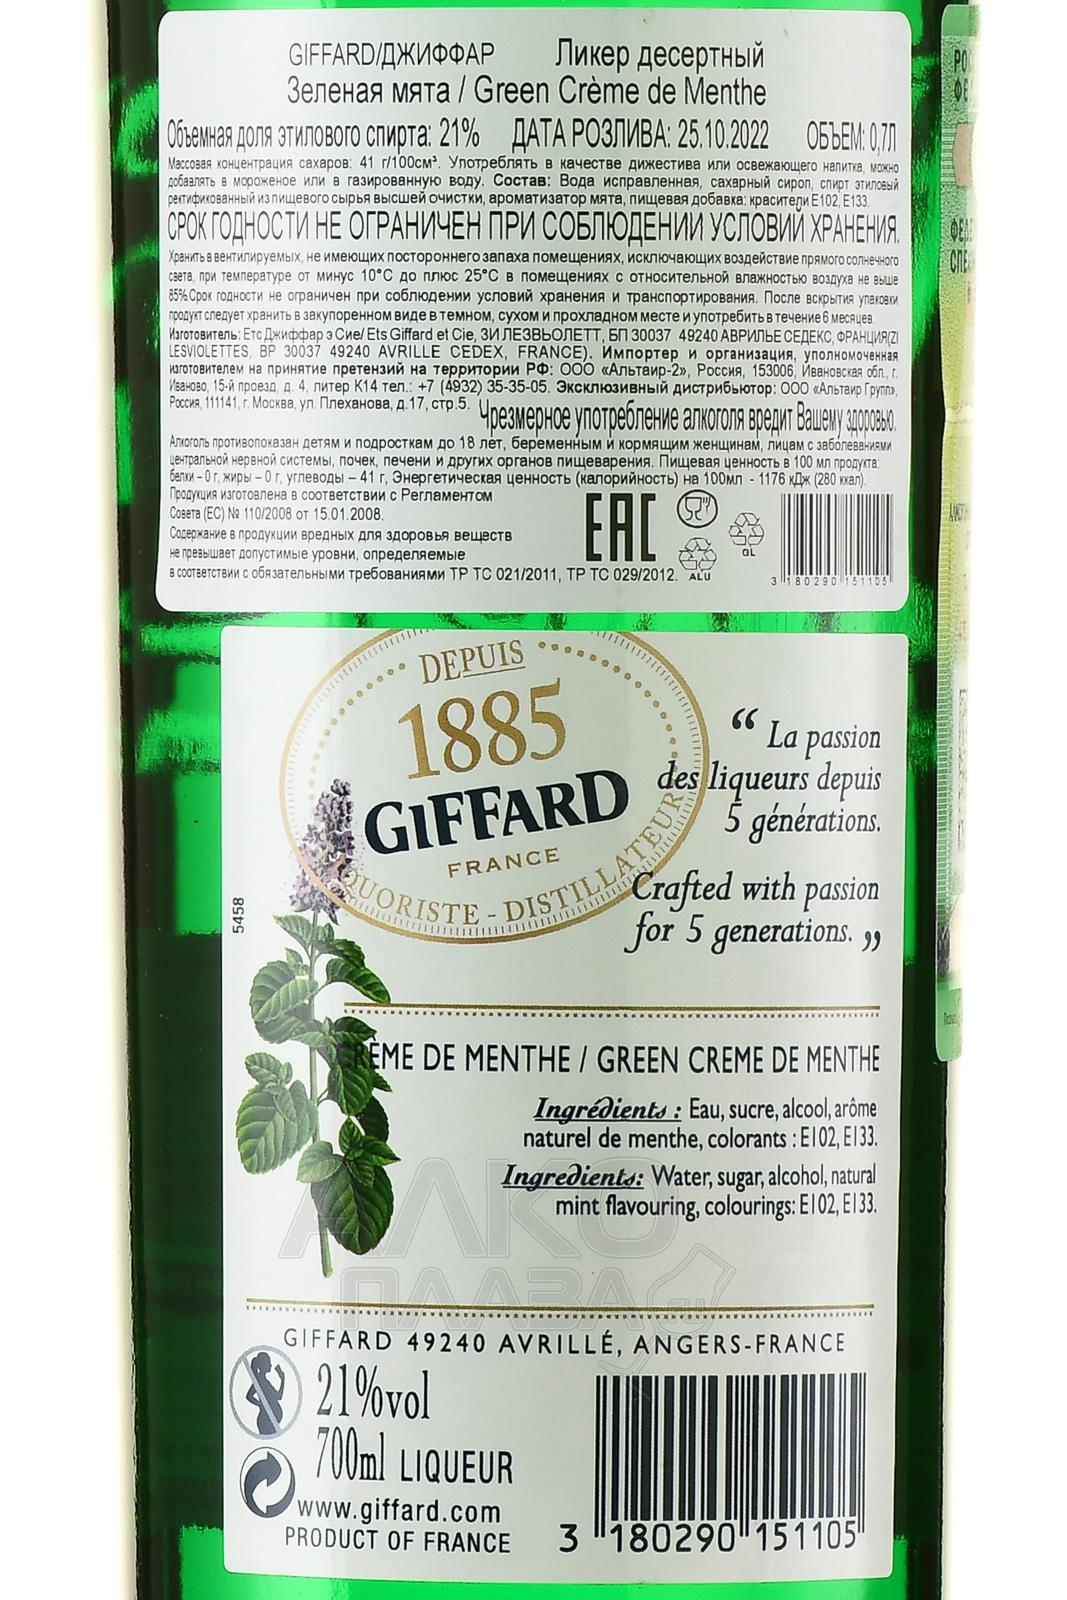 GIFFARD/ДЖИФФАР Ликер десертный
Зеленая мята / Green Crème de Menthe
Объемная доля этилового спирта: 21% ДАТА РОЗЛИВА: 25.10.2022 ОБЪЕМ: 0,7Л
Массовая концентрация сахаров: 41 г/100см³. Употреблять в качестве дижестива или освежающего напитка, можно
добавлять в мороженое или в газированную воду. Состав: Вода исправленная, сахарный сироп, спирт этиловый
ректификованный из пищевого сырья высшей очистки, ароматизатор мята, пищевая добавка: красители Е102, Е133.
СРОК ГОДНОСТИ НЕ ОГРАНИЧЕН ПРИ СОБЛЮДЕНИИ УСЛОВИЙ ХРАНЕНИЯ.
Хранить в вентилируемых, не имеющих постороннего запаха помещениях, исключающих воздействие прямого солнечного
света, при температуре от минус 10°С до плюс 25°С в помещениях с относительной влажностью воздуха не выше
85%.Срок годности не ограничен при соблюдении условий хранения и транспортирования. После вскрытия упаковки
продукт следует хранить в закупоренном виде в темном, сухом и прохладном месте и употребить в течение 6 месяцев.
Изготовитель: Етс Джиффар э Сие/ Ets Giffard et Cie, ЗИ ЛЕЗВЬОЛЕТТ, БП 30037 49240 АВРИЛЬЕ СЕДЕКС, ФРАНЦИЯ(ZI
LESVIOLETTES, BP 30037 49240 AVRILLE CEDEX, FRANCE). Импортер и организация, уполномоченная
изготовителем на принятие претензий на территории РФ: ООО «Альтаир-2», Россия, 153006, Ивановская обл., г.
Иваново, 15-й проезд, д. 4, литер К14 тел.: +7 (4932) 35-35-05. Эксклюзивный дистрибьютор: ООО «Альтаир Групп»,
Россия, 111141, г. Москва, ул. Плеханова, д.17, стр.5. Чрезмерное употребление алкоголя вредит Вашему здоровью.
Алкоголь противопоказан детям и подросткам до 18 лет, беременным и кормящим женщинам, лицам с заболеваниями
центральной нервной системы, почек, печени и других органов пищеварения. Пищевая ценность в 100 мл продукта:
белки – 0 г, жиры – 0 г, углеводы – 41 г, Энергетическая ценность (калорийность) на 100мл - 1176 кДж (280 ккал).
Продукция изготовлена в соответствии с Регламентом
Совета (ЕС) № 110/2008 от 15.01.2008.
Содержание в продукции вредных для здоровья веществ
не превышает допустимые уровни, определяемые
в соответствии с обязательными требованиями ТР ТС 021/2011, ТР ТС 029/2012.
EAC
ALU
GL
3 180290 151105
DEPUIS
1885
GIFFARD
FRANCE
LIQUORISTE - DISTILLATEUR
“ La passion
des liqueurs depuis
5 générations.
Crafted with passion
for 5 generations. ”
5458
CRÈME DE MENTHE / GREEN CREME DE MENTHE
Ingrédients : Eau, sucre, alcool, arôme
naturel de menthe, colorants : E102, E133.
Ingredients: Water, sugar, alcohol, natural
mint flavouring, colourings: E102, E133.
АЛКО
ПЛАЗА
.ru
GIFFARD 49240 AVRILLÉ, ANGERS-FRANCE
21%vol
700ml LIQUEUR
www.giffard.com
PRODUCT OF FRANCE
3 180290 151105